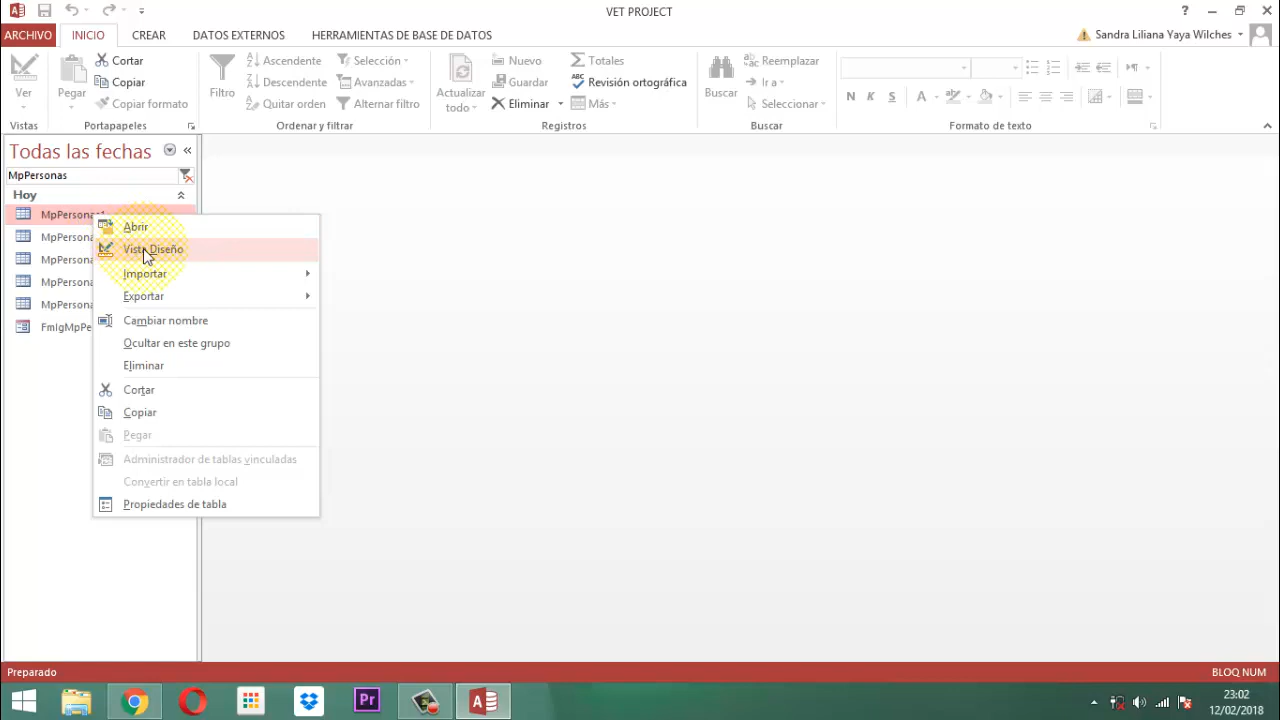 VET PROJECT
ARCHIVO INICIO CREAR DATOS EXTERNOS HERRAMIENTAS DE BASE DE DATOS Sandra Liliana Yaya Wilches
Ver
Vistas
Pegar
Cortar
Copiar
Copiar formato
Portapapeles
Filtro
Ascendente
Descendente
Quitar orden
Selección
Avanzadas
Alternar filtro
Ordenar y filtrar
Actualizar
todo
Nuevo
Guardar
Eliminar
Totales
Revisión ortográfica
Más
Registros
Buscar
Reemplazar
Ir a
Seleccionar
Buscar
N K S A
Formato de texto
Todas las fechas
MpPersonas
Hoy
MpPersonas1
MpPersona
MpPersona
MpPersona
MpPersona
FmIgMpPe
Abrir
Vista Diseño
Importar
Exportar
Cambiar nombre
Ocultar en este grupo
Eliminar
Cortar
Copiar
Pegar
Administrador de tablas vinculadas
Convertir en tabla local
Propiedades de tabla
Preparado
BLOQ NUM
Pr
23:02
12/02/2018